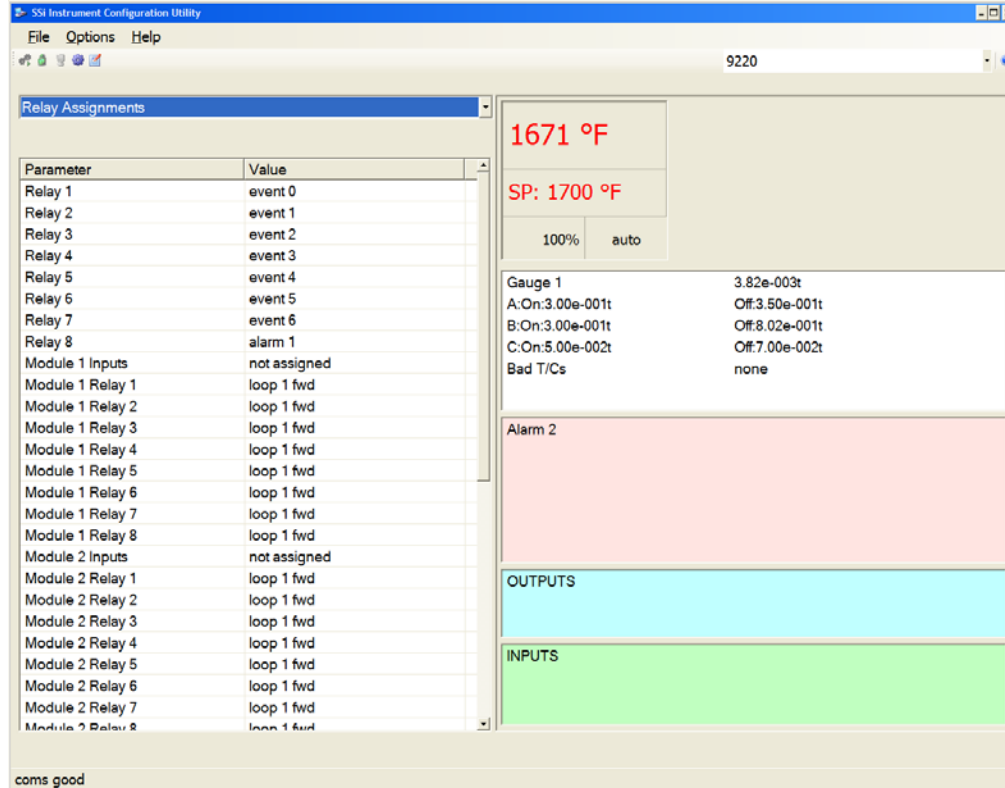 SSi Instrument Configuration Utility
File Options Help
9220
Relay Assignments
Parameter Value
Relay 1 event 0
Relay 2 event 1
Relay 3 event 2
Relay 4 event 3
Relay 5 event 4
Relay 6 event 5
Relay 7 event 6
Relay 8 alarm 1
Module 1 Inputs not assigned
Module 1 Relay 1 loop 1 fwd
Module 1 Relay 2 loop 1 fwd
Module 1 Relay 3 loop 1 fwd
Module 1 Relay 4 loop 1 fwd
Module 1 Relay 5 loop 1 fwd
Module 1 Relay 6 loop 1 fwd
Module 1 Relay 7 loop 1 fwd
Module 1 Relay 8 loop 1 fwd
Module 2 Inputs not assigned
Module 2 Relay 1 loop 1 fwd
Module 2 Relay 2 loop 1 fwd
Module 2 Relay 3 loop 1 fwd
Module 2 Relay 4 loop 1 fwd
Module 2 Relay 5 loop 1 fwd
Module 2 Relay 6 loop 1 fwd
Module 2 Relay 7 loop 1 fwd
Module 2 Relay 8 loop 1 fwd
1671 °F
SP: 1700 °F
100% auto
Gauge 1 3.82e-003t
A:On:3.00e-001t Off:3.50e-001t
B:On:3.00e-001t Off:8.02e-001t
C:On:5.00e-002t Off:7.00e-002t
Bad T/Cs none
Alarm 2
OUTPUTS
INPUTS
coms good